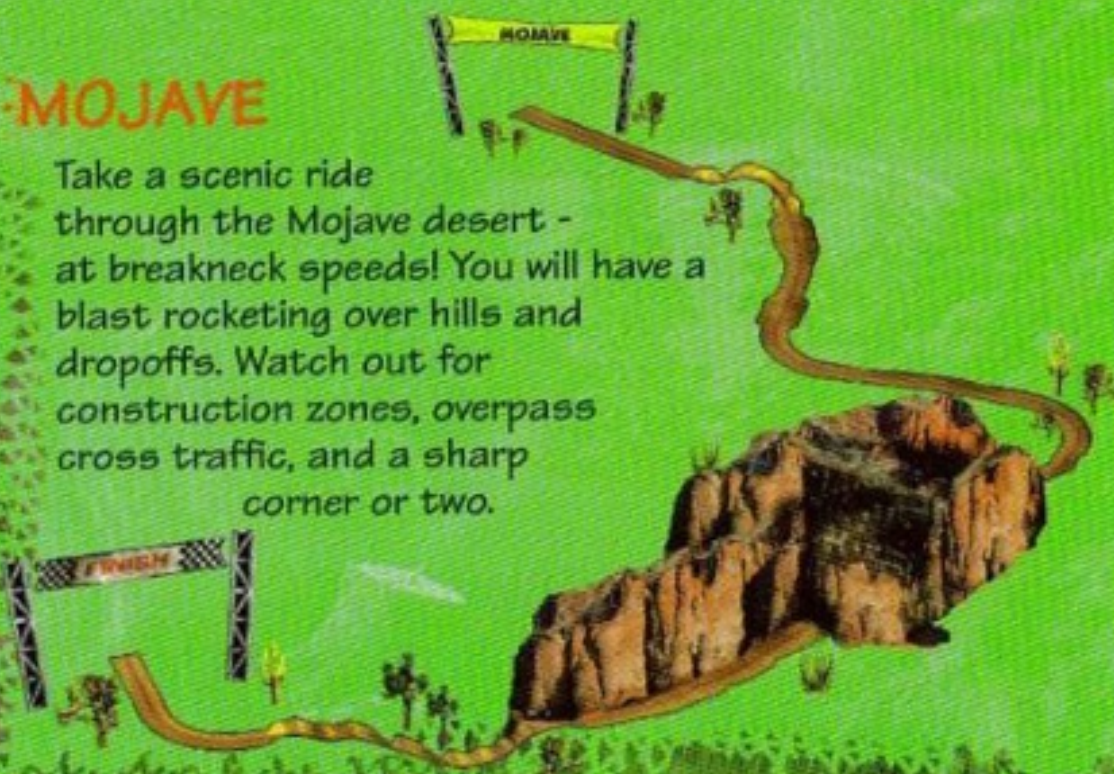 MOJAVE
MOJAVE
Take a scenic ride
through the Mojave desert -
at breakneck speeds! You will have a
blast rocketing over hills and
dropoffs. Watch out for
construction zones, overpass
cross traffic, and a sharp
corner or two.
FINISH